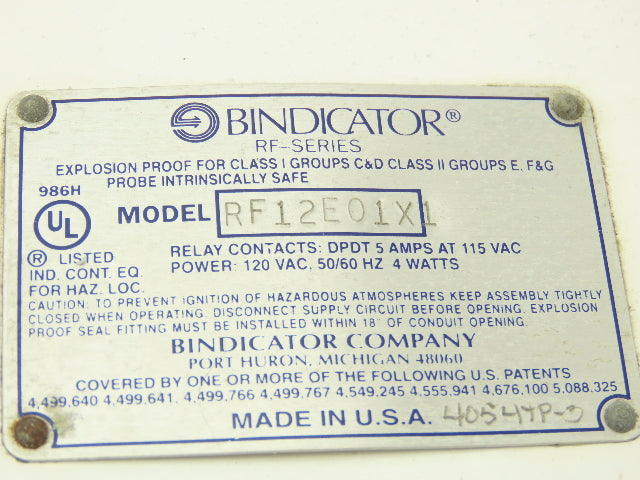 BINDICATOR®
RF-SERIES
EXPLOSION PROOF FOR CLASS I GROUPS C&D CLASS II GROUPS E. F&G
PROBE INTRINSICALLY SAFE
986H
UL
® LISTED
IND. CONT. EQ.
FOR HAZ. LOC.
MODEL RF12E01X1
RELAY CONTACTS: DPDT 5 AMPS AT 115 VAC
POWER: 120 VAC, 50/60 HZ 4 WATTS
CAUTION: TO PREVENT IGNITION OF HAZARDOUS ATMOSPHERES KEEP ASSEMBLY TIGHTLY
CLOSED WHEN OPERATING. DISCONNECT SUPPLY CIRCUIT BEFORE OPENING. EXPLOSION
PROOF SEAL FITTING MUST BE INSTALLED WITHIN 18" OF CONDUIT OPENING.
BINDICATOR COMPANY
PORT HURON, MICHIGAN 48060
COVERED BY ONE OR MORE OF THE FOLLOWING U.S. PATENTS
4,499,640 4,499,641. 4,499,766 4,499,767 4,549,245 4,555,941 4,676,100 5,088,325
MADE IN U.S.A.